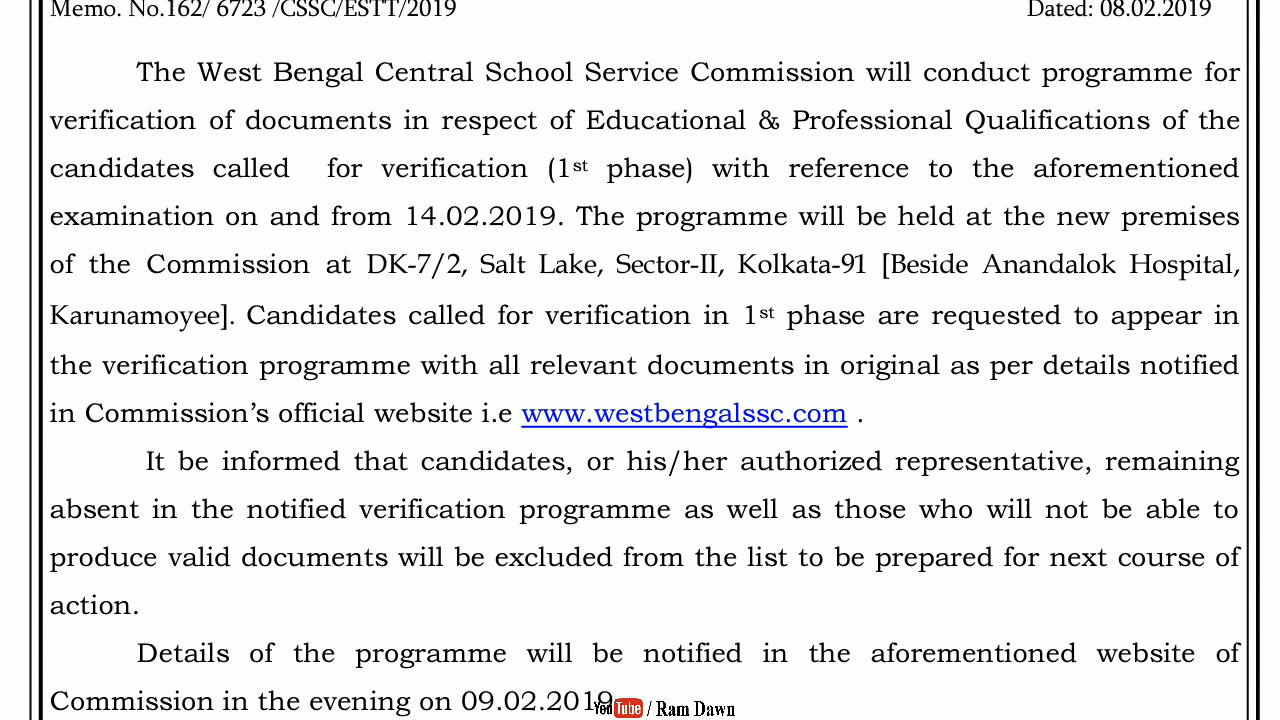 Memo. No.162/ 6723 /CSSC/ESTT/2019 Dated: 08.02.2019
The West Bengal Central School Service Commission will conduct programme for
verification of documents in respect of Educational & Professional Qualifications of the
candidates called for verification (1st phase) with reference to the aforementioned
examination on and from 14.02.2019. The programme will be held at the new premises
of the Commission at DK-7/2, Salt Lake, Sector-II, Kolkata-91 [Beside Anandalok Hospital,
Karunamoyee]. Candidates called for verification in 1st phase are requested to appear in
the verification programme with all relevant documents in original as per details notified
in Commission’s official website i.e www.westbengalssc.com .
It be informed that candidates, or his/her authorized representative, remaining
absent in the notified verification programme as well as those who will not be able to
produce valid documents will be excluded from the list to be prepared for next course of
action.
Details of the programme will be notified in the aforementioned website of
Commission in the evening on 09.02.2019
YouTube / Ram Dawn